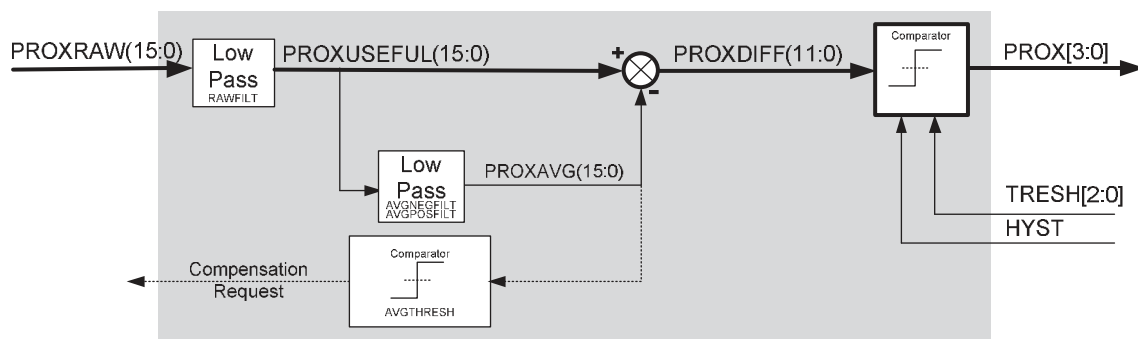 PROXRAW(15:0)
Low
Pass
RAWFILT
PROXUSEFUL(15:0)
+
-
PROXDIFF(11:0)
Comparator
PROX[3:0]
Low
Pass
AVGNEGFILT
AVGPOSFILT
PROXAVG(15:0)
TRESH[2:0]
HYST
Compensation
Request
Comparator
AVGTHRESH